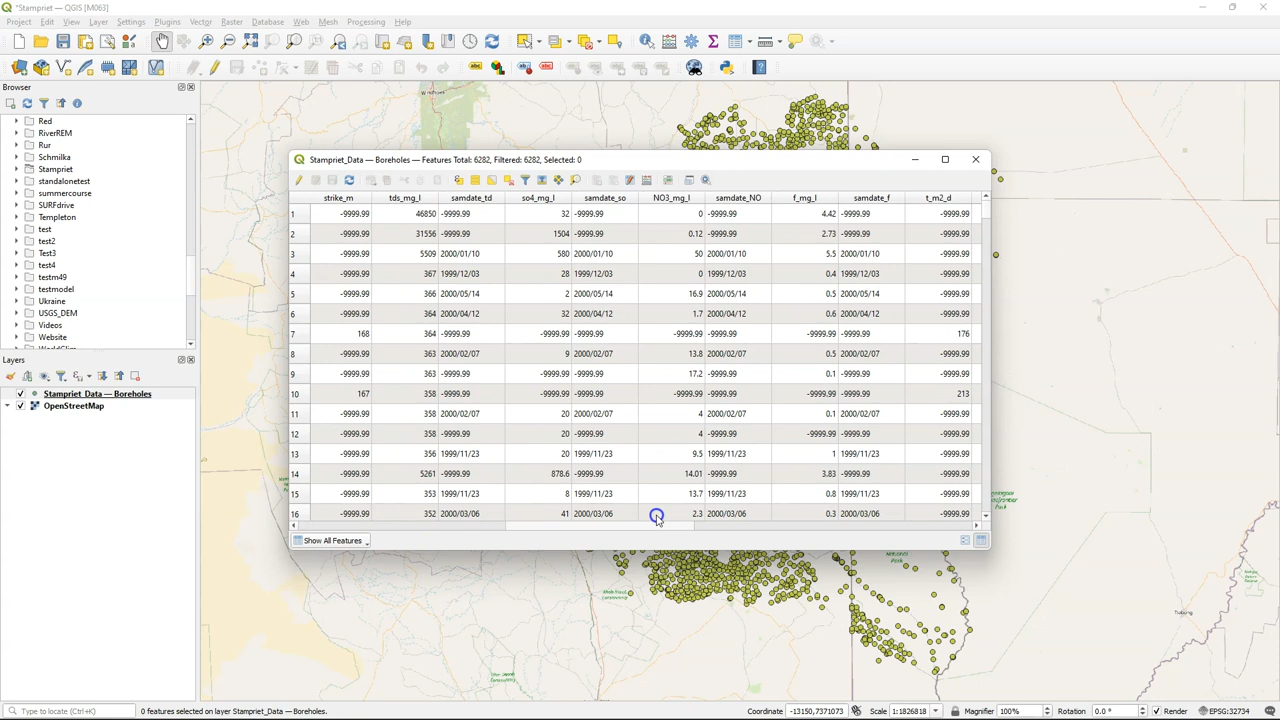 *Stampriet — QGIS [M063]
Project Edit View Layer Settings Plugins Vector Raster Database Web Mesh Processing Help
Browser
Red
RiverREM
Rur
Schmilka
Stampriet
standalonetest
summercourse
SURFdrive
Templeton
test
test2
Test3
test4
testm49
testmodel
Ukraine
USGS_DEM
Videos
Website
WorldClim
Layers
Stampriet_Data — Boreholes
OpenStreetMap
Windhoek
Stampriet_Data — Boreholes — Features Total: 6282, Filtered: 6282, Selected: 0
strike_m tds_mg_l samdate_td so4_mg_l samdate_so NO3_mg_l samdate_NO f_mg_l samdate_f t_m2_d
1 -9999.99 46850 -9999.99 32 -9999.99 0 -9999.99 4.42 -9999.99 -9999.99
2 -9999.99 31556 -9999.99 1504 -9999.99 0.12 -9999.99 2.73 -9999.99 -9999.99
3 -9999.99 5509 2000/01/10 580 2000/01/10 50 2000/01/10 5.5 2000/01/10 -9999.99
4 -9999.99 367 1999/12/03 28 1999/12/03 0 1999/12/03 0.4 1999/12/03 -9999.99
5 -9999.99 366 2000/05/14 2 2000/05/14 16.9 2000/05/14 0.5 2000/05/14 -9999.99
6 -9999.99 364 2000/04/12 32 2000/04/12 1.7 2000/04/12 0.6 2000/04/12 -9999.99
7 168 364 -9999.99 -9999.99 -9999.99 -9999.99 -9999.99 -9999.99 -9999.99 176
8 -9999.99 363 2000/02/07 9 2000/02/07 13.8 2000/02/07 0.5 2000/02/07 -9999.99
9 -9999.99 363 -9999.99 -9999.99 -9999.99 17.2 -9999.99 0.1 -9999.99 -9999.99
10 167 358 -9999.99 -9999.99 -9999.99 -9999.99 -9999.99 -9999.99 -9999.99 213
11 -9999.99 358 2000/02/07 20 2000/02/07 4 2000/02/07 0.1 2000/02/07 -9999.99
12 -9999.99 358 -9999.99 20 -9999.99 4 -9999.99 -9999.99 -9999.99 -9999.99
13 -9999.99 356 1999/11/23 20 1999/11/23 9.5 1999/11/23 1 1999/11/23 -9999.99
14 -9999.99 5261 -9999.99 878.6 -9999.99 14.01 -9999.99 3.83 -9999.99 -9999.99
15 -9999.99 353 1999/11/23 8 1999/11/23 13.7 1999/11/23 0.8 1999/11/23 -9999.99
16 -9999.99 352 2000/03/06 41 2000/03/06 2.3 2000/03/06 0.3 2000/03/06 -9999.99
Show All Features
National
Park
Tsabong
Type to locate (Ctrl+K) 0 features selected on layer Stampriet_Data — Boreholes. Coordinate -13150,7371073 Scale 1:1826818 Magnifier 100% Rotation 0.0 ° Render EPSG:32734